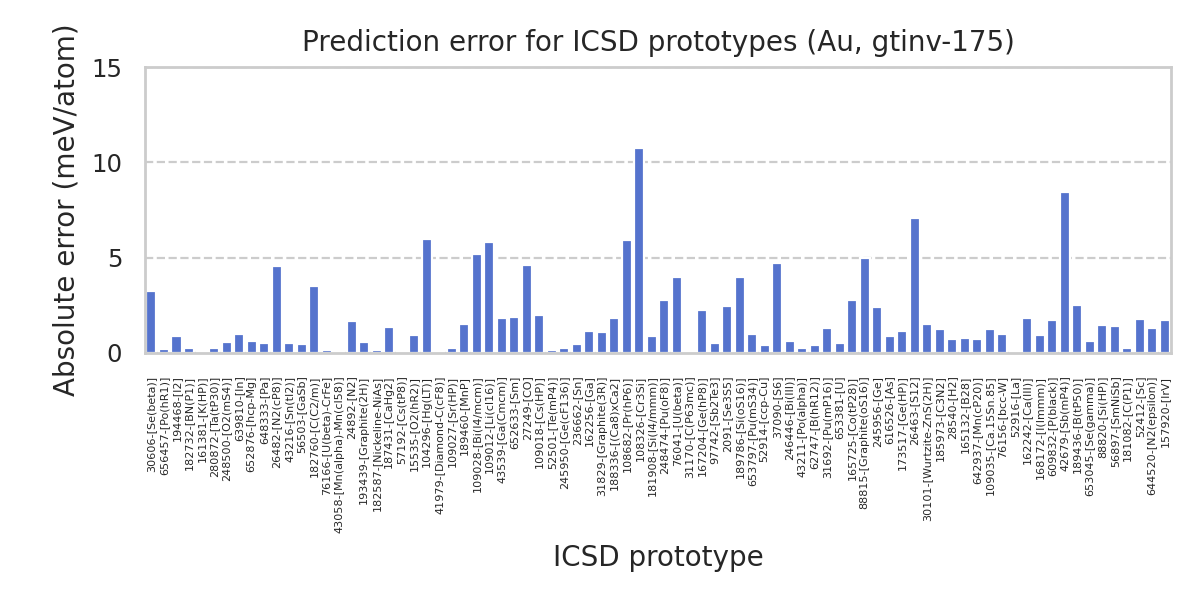 Prediction error for ICSD prototypes (Au, gtinv-175)
Absolute error (meV/atom)
15
10
5
0
30606-[Se(beta)]
656457-[Po(hR1)]
194468-[I2]
182732-[BN(P1)]
161381-[K(HP)]
280872-[Ta(tP30)]
248500-[O2(mS4)]
639810-[In]
652876-[hcp-Mg]
648333-[Pa]
26482-[N2(cP8)]
43216-[Sn(tI2)]
56503-[GaSb]
182760-[C(C2/m)]
76166-[U(beta)-CrFe]
43058-[Mn(alpha)-Mn(cI58)]
24892-[N2]
193439-[Graphite(2H)]
182587-[Nickeline-NiAs]
187431-[CaHg2]
57192-[Cs(tP8)]
15535-[O2(hR2)]
104296-[Hg(LT)]
41979-[Diamond-C(cF8)]
109027-[Sr(HP)]
189460-[MnP]
109028-[Bi(I4/mcm)]
109012-[Li(cI16)]
43539-[Ga(Cmcm)]
652633-[Sm]
109018-[Cs(HP)]
27249-[CO]
52501-[Te(mP4)]
245950-[Ge(cF136)]
236662-[Sn]
162256-[Ga]
31829-[Graphite(3R)]
188336-[(Ca8)xCa2]
108682-[Pr(hP6)]
108326-[Cr3Si]
181908-[Si(I4/mmm)]
248474-[Pu(oF8)]
76041-[U(beta)]
31170-[C(P63mc)]
167204-[Ge(hP8)]
97742-[Sb2Te3]
2091-[Se3S5]
189786-[Si(oS16)]
653797-[Pu(mS34)]
52914-[ccp-Cu]
37090-[S6]
246446-[Bi(III)]
43211-[Po(alpha)]
62747-[B(hR12)]
31692-[Pu(mP16)]
653381-[U]
165725-[Co(tP28)]
88815-[Graphite(oS16)]
245956-[Ge]
616526-[As]
173517-[Ge(HP)]
26463-[S12]
30101-[Wurtzite-ZnS(2H)]
185973-[C3N2]
28540-[H2]
165132-[B28]
642937-[Mn(cP20)]
109035-[Ca.15Sn.85]
76156-[bcc-W]
52916-[La]
162242-[Ca(III)]
168172-[I(Immm)]
609832-[P(black)]
42679-[Sb(mP4)]
189436-[B(tP50)]
653045-[Se(gamma)]
88820-[Si(HP)]
56897-[SmNiSb]
181082-[C(P1)]
52412-[Sc]
644520-[N2(epsilon)]
157920-[IrV]
ICSD prototype